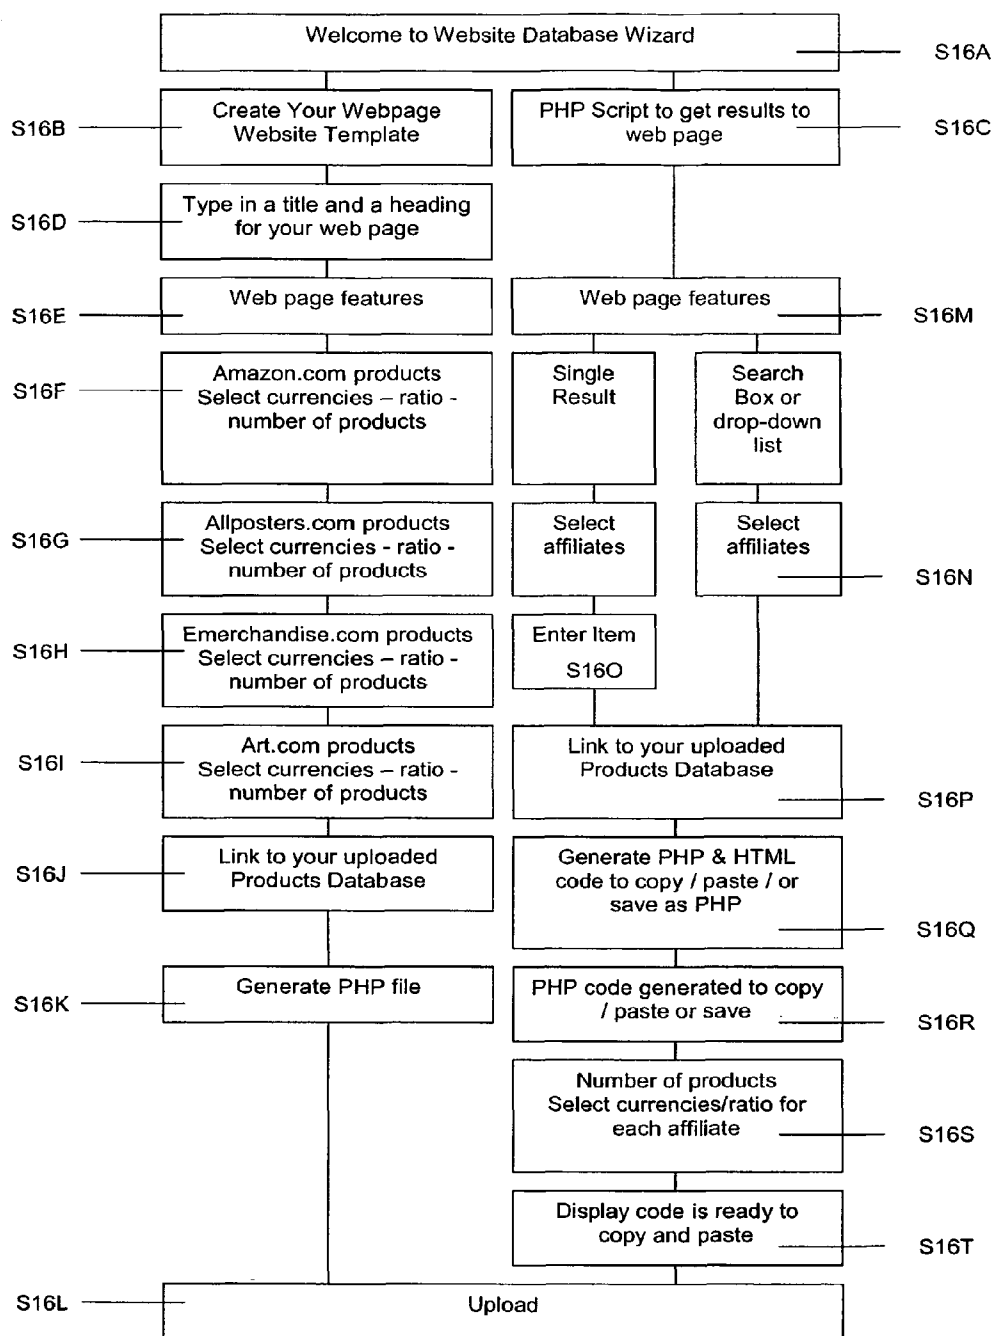 Welcome to Website Database Wizard
S16A
S16B
Create Your Webpage
Website Template
PHP Script to get results to
web page
S16C
S16D
Type in a title and a heading
for your web page
S16E
Web page features
Web page features
S16M
S16F
Amazon.com products
Select currencies – ratio -
number of products
Single
Result
Search
Box or
drop-down
list
S16G
Allposters.com products
Select currencies - ratio -
number of products
Select
affiliates
Select
affiliates
S16N
S16H
Emerchandise.com products
Select currencies – ratio -
number of products
Enter Item
S16O
S16I
Art.com products
Select currencies – ratio -
number of products
Link to your uploaded
Products Database
S16P
S16J
Link to your uploaded
Products Database
Generate PHP & HTML
code to copy / paste / or
save as PHP
S16Q
S16K
Generate PHP file
PHP code generated to copy
/ paste or save
S16R
Number of products
Select currencies/ratio for
each affiliate
S16S
Display code is ready to
copy and paste
S16T
S16L
Upload